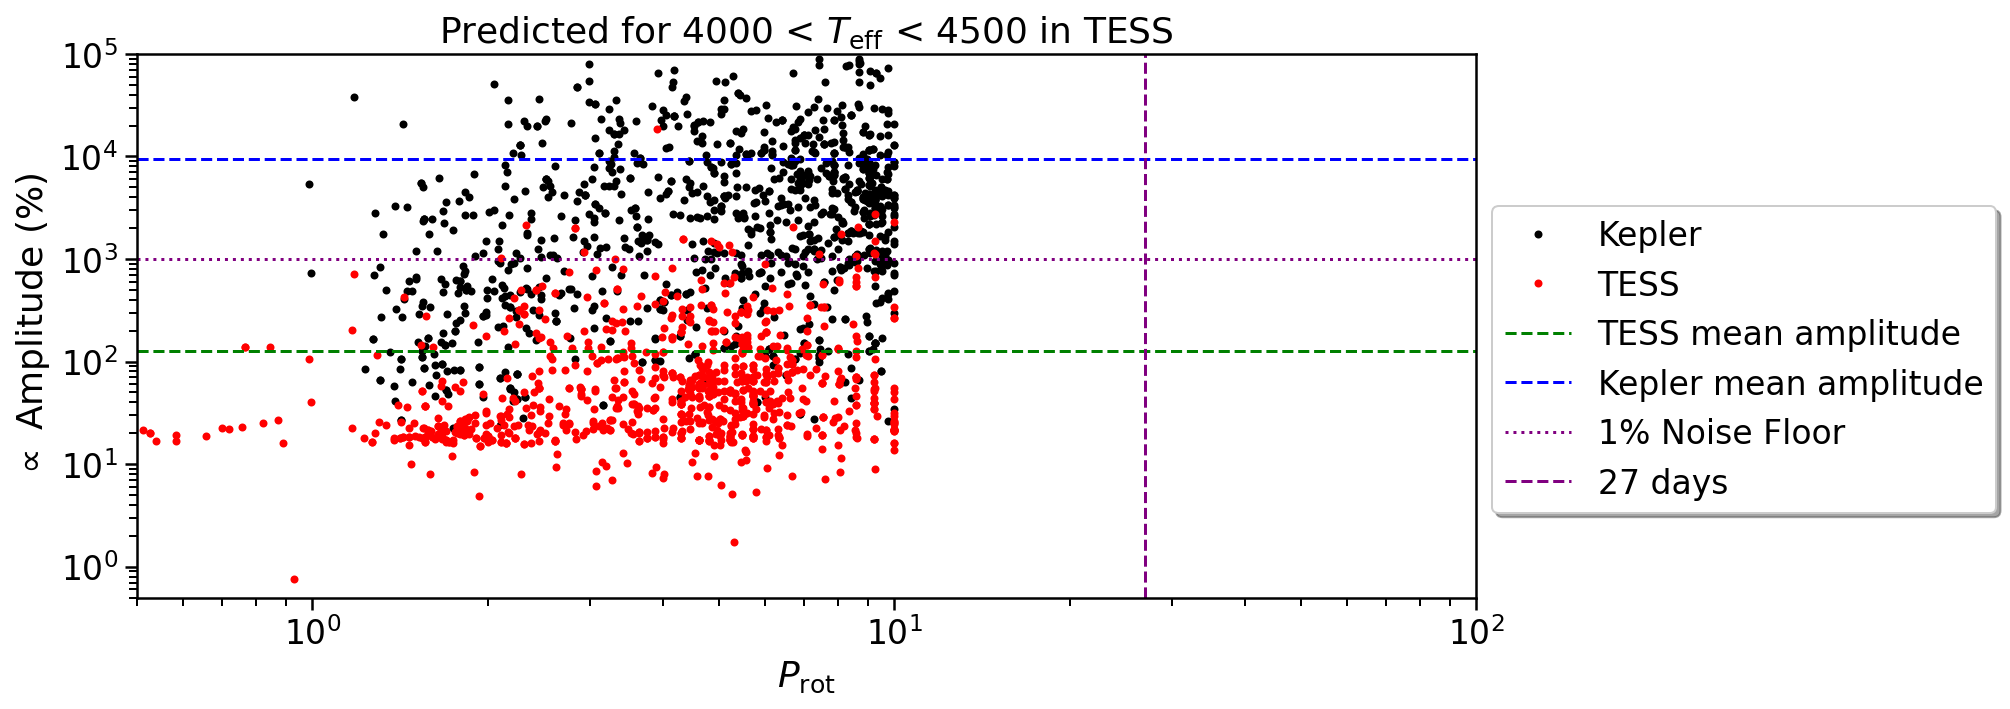 Predicted for 4000 < T_eff < 4500 in TESS
∝ Amplitude (%)
10^5
10^4
10^3
10^2
10^1
10^0
10^0 10^1 10^2
P_rot
Kepler
TESS
TESS mean amplitude
Kepler mean amplitude
1% Noise Floor
27 days